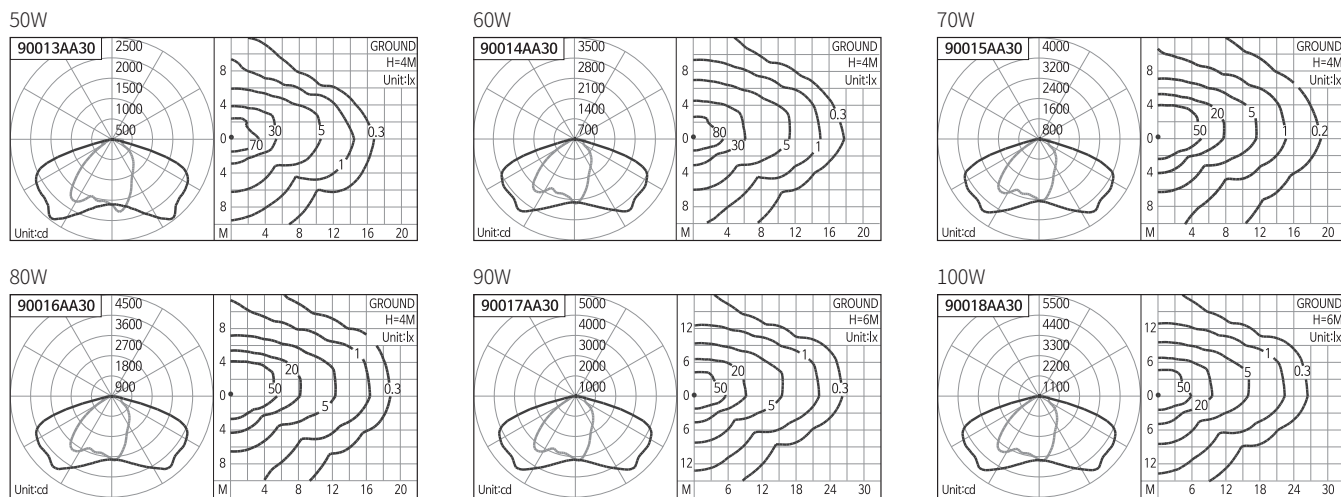 50W
90013AA30
2500
2000
1500
1000
500
Unit:cd
GROUND
H=4M
Unit:lx
8
4
0
4
8
70
30
5
1
0.3
M 4 8 12 16 20
60W
90014AA30
3500
2800
2100
1400
700
Unit:cd
GROUND
H=4M
Unit:lx
8
4
0
4
8
80
30
5
1
0.3
M 4 8 12 16 20
70W
90015AA30
4000
3200
2400
1600
800
Unit:cd
GROUND
H=4M
Unit:lx
8
4
0
4
8
50
20
5
1
0.2
M 4 8 12 16 20
80W
90016AA30
4500
3600
2700
1800
900
Unit:cd
GROUND
H=4M
Unit:lx
8
4
0
4
8
50
20
5
1
0.3
M 4 8 12 16 20
90W
90017AA30
5000
4000
3000
2000
1000
Unit:cd
GROUND
H=6M
Unit:lx
12
6
0
6
12
50
20
5
1
0.3
M 6 12 18 24 30
100W
90018AA30
5500
4400
3300
2200
1100
Unit:cd
GROUND
H=6M
Unit:lx
12
6
0
6
12
50
20
5
1
0.3
M 6 12 18 24 30